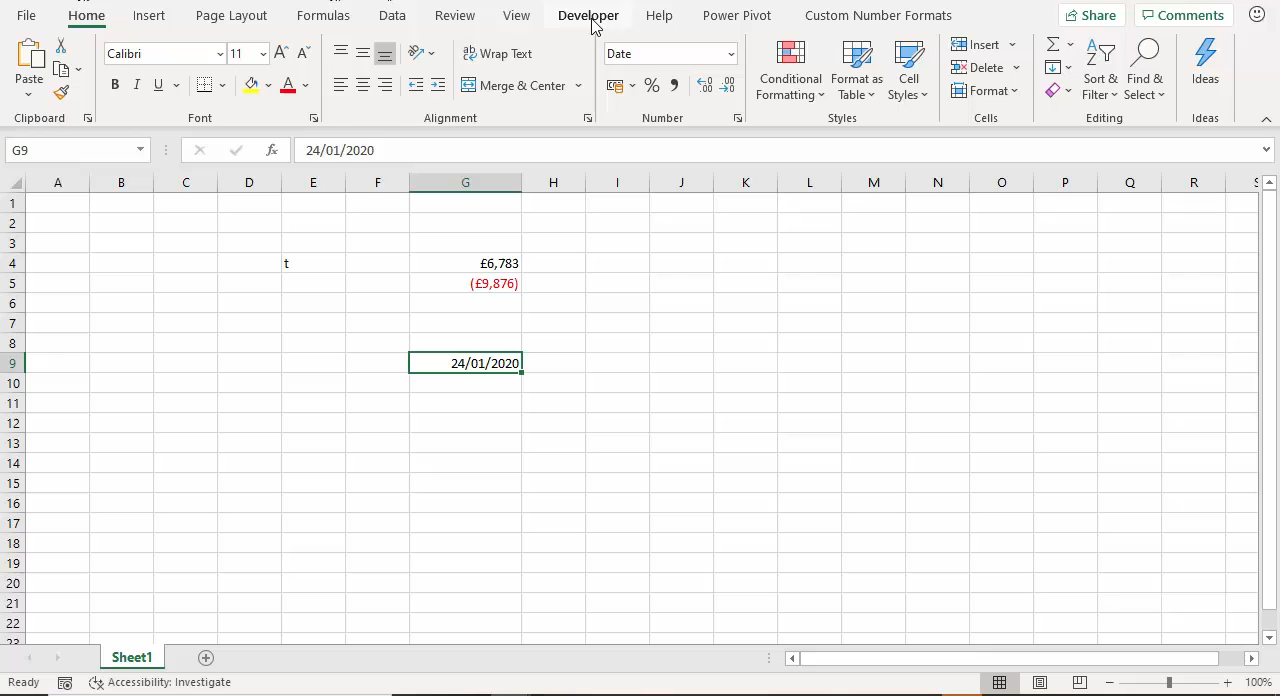 File Home Insert Page Layout Formulas Data Review View Developer Help Power Pivot Custom Number Formats Share Comments
Paste Calibri 11 A A Wrap Text Date Conditional Formatting Format as Table Cell Styles Insert Sort & Filter Find & Select Ideas
B I U A Merge & Center % Delete
Format
Clipboard Font Alignment Number Styles Cells Editing Ideas
G9 fx 24/01/2020
A B C D E F G H I J K L M N O P Q R
1
2
3
4 t £6,783
5 (£9,876)
6
7
8
9 24/01/2020
10
11
12
13
14
15
16
17
18
19
20
21
22
23
Sheet1
Ready Accessibility: Investigate 100%